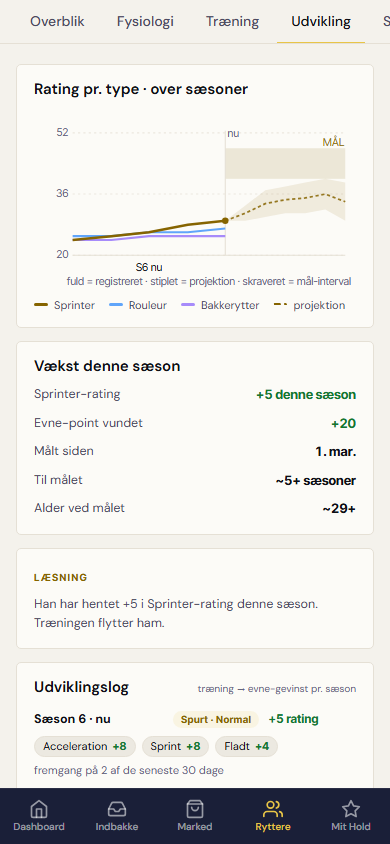 Overblik Fysiologi Træning Udvikling S
Rating pr. type · over sæsoner
52
nu
MÅL
36
20
S6 nu
fuld = registreret · stiplet = projektion · skraveret = mål-interval
Sprinter Rouleur Bakkerytter projektion
Vækst denne sæson
Sprinter-rating +5 denne sæson
Evne-point vundet +20
Målt siden 1. mar.
Til målet ~5+ sæsoner
Alder ved målet ~29+
LÆSNING
Han har hentet +5 i Sprinter-rating denne sæson.
Træningen flytter ham.
Udviklingslog træning → evne-gevinst pr. sæson
Sæson 6 · nu Spurt · Normal +5 rating
Acceleration +8 Sprint +8 Fladt +4
fremgang på 2 af de seneste 30 dage
Dashboard Indbakke Marked Ryttere Mit Hold